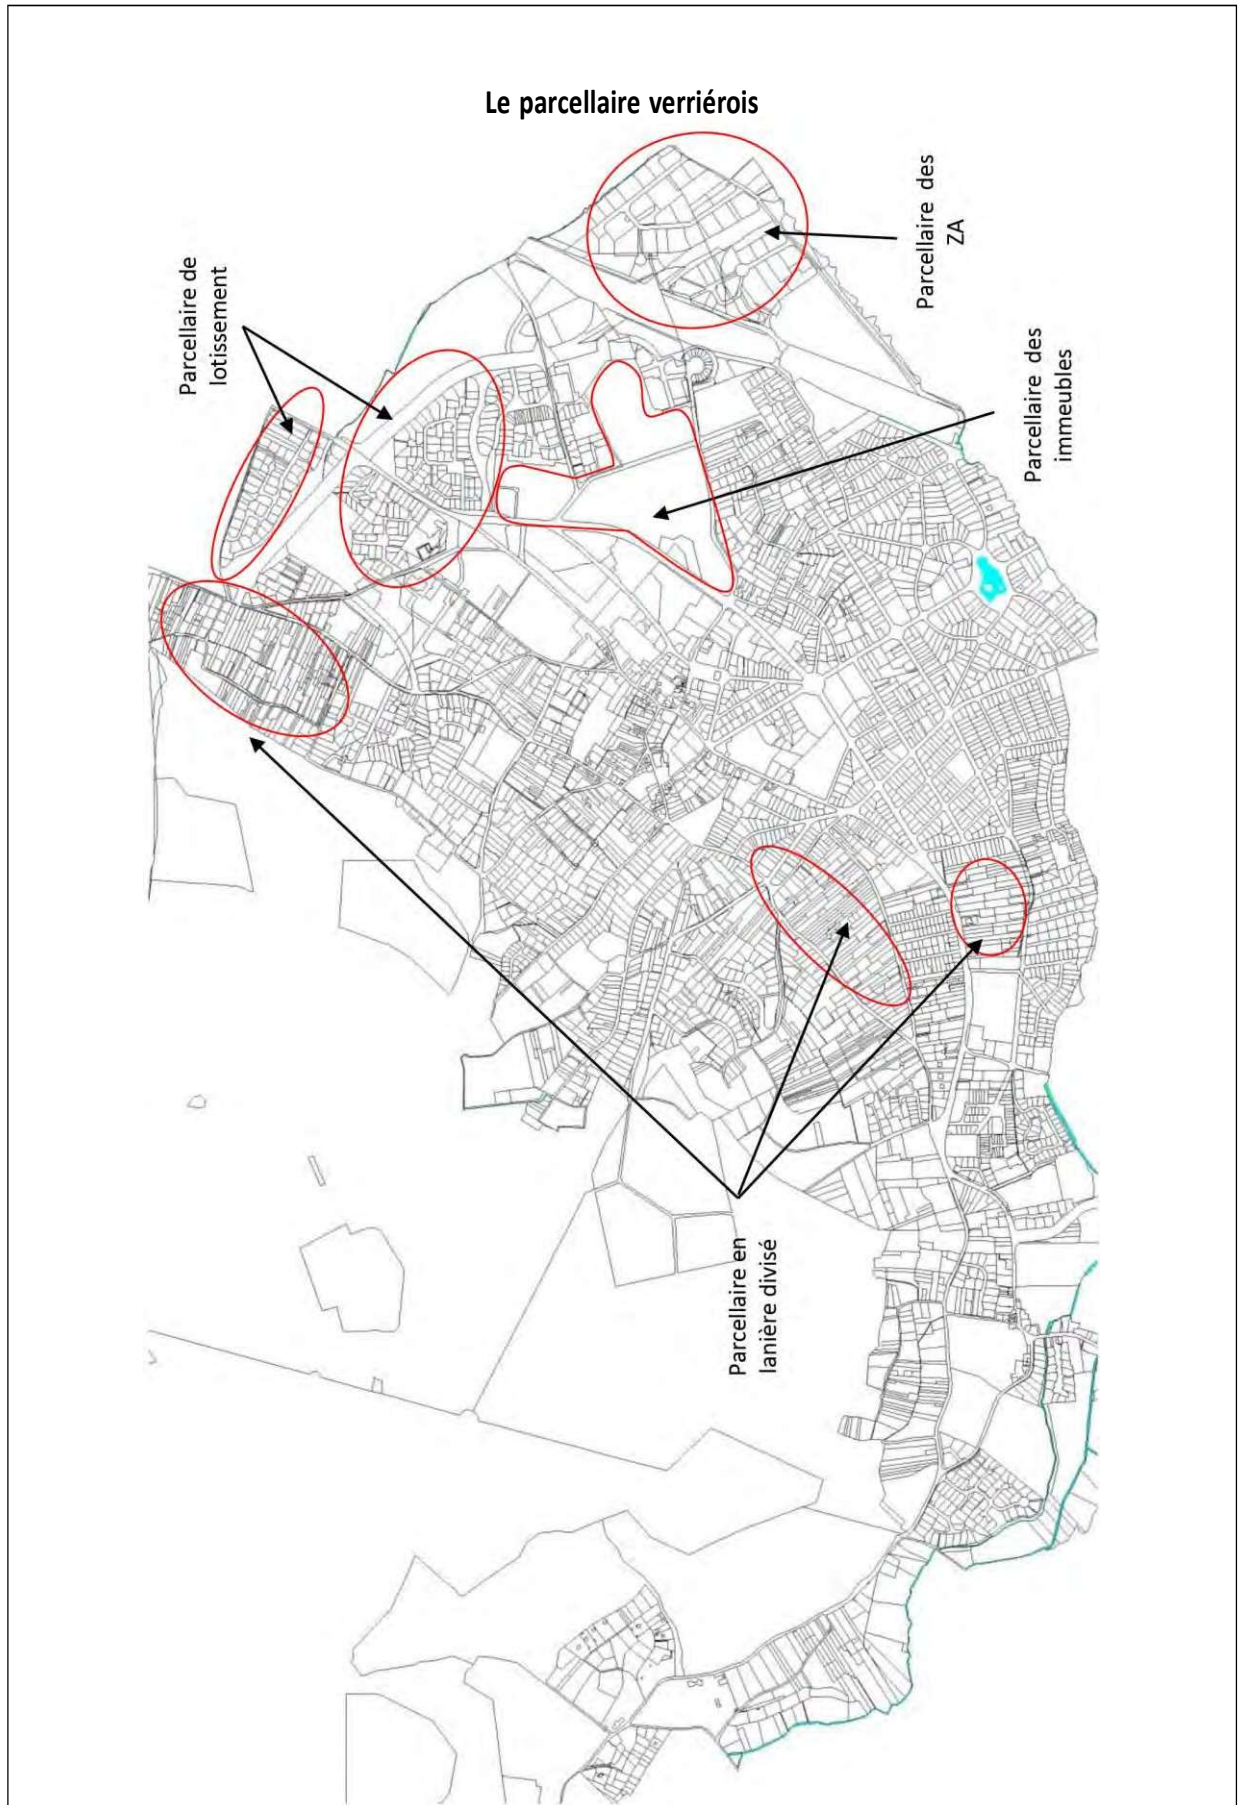 Le parcellaire verriérois
Parcellaire de
lotissement
Parcellaire des
ZA
Parcellaire des
immeubles
Parcellaire en
lanière divisé